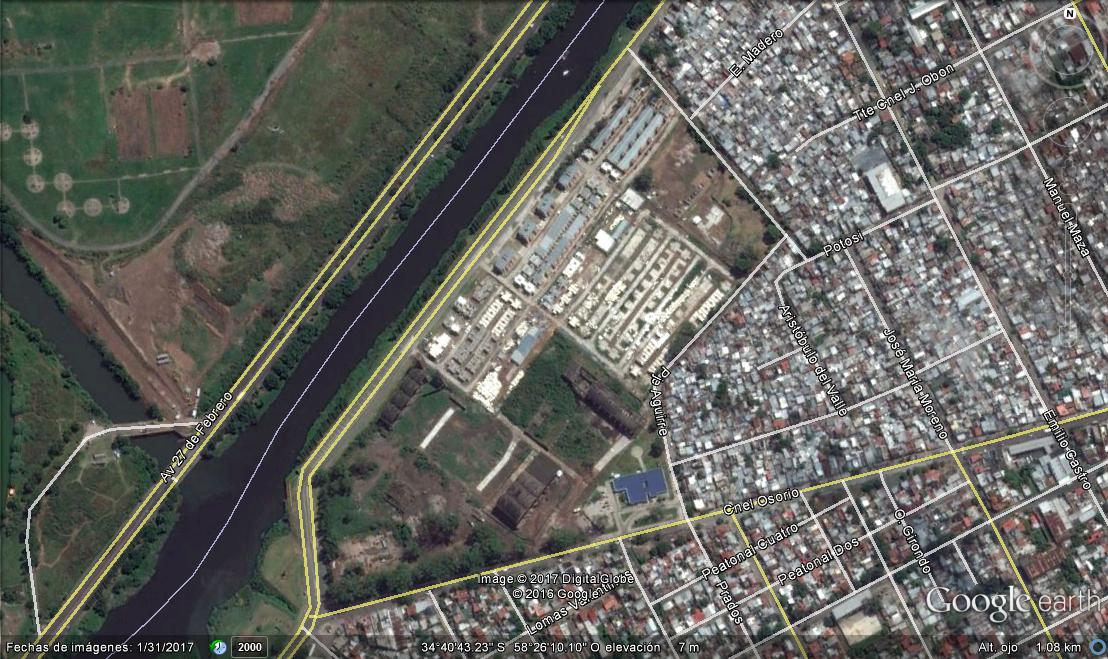 N
E. Madero
Tte Cnel J. Obon
Manuel Maza
Potosi
Aristóbulo del Valle
José María Moreno
Aguirre
Emilio Castro
Av 27 de Febrero
Cnel Osorio
Peatonal Cuatro
Peatonal Dos
O. Girondo
Prados
Lomas
Image © 2017 DigitalGlobe
© 2016 Google
Google earth
Fechas de imágenes: 1/31/2017 2000 34°40'43.23" S 58°26'10.10" O elevación 7 m Alt. ojo 1.08 km